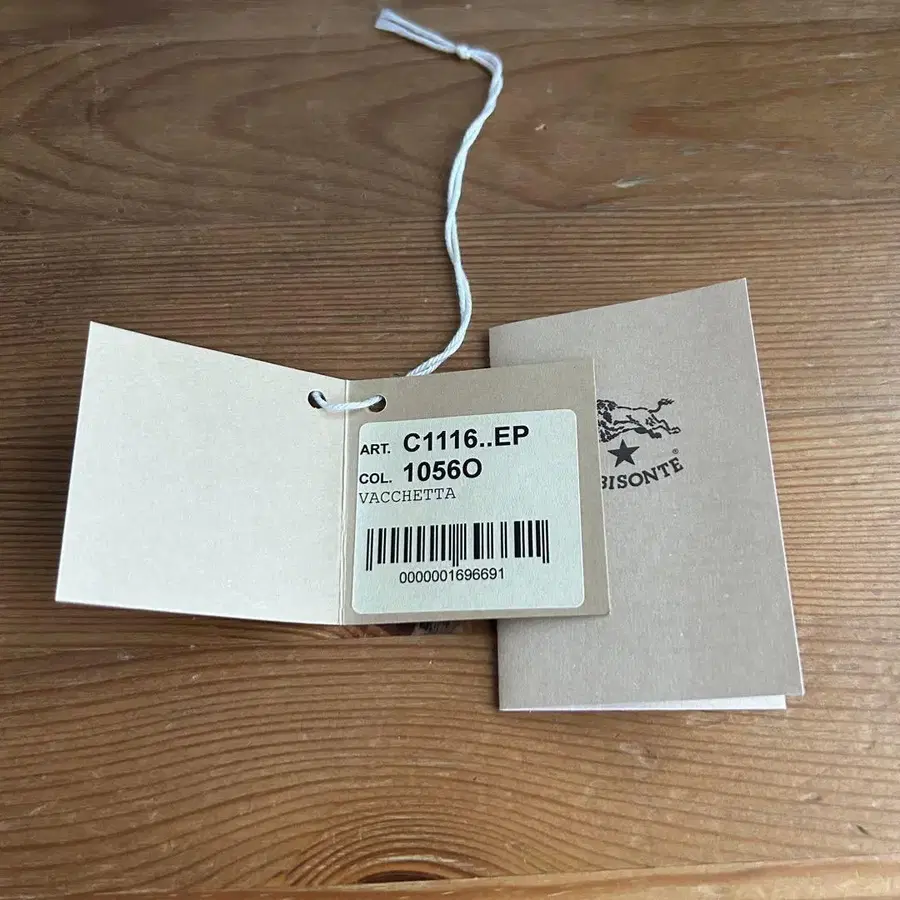 ART. C1116..EP
COL. 1056O
VACCHETTA
0000001696691
BISONTE®